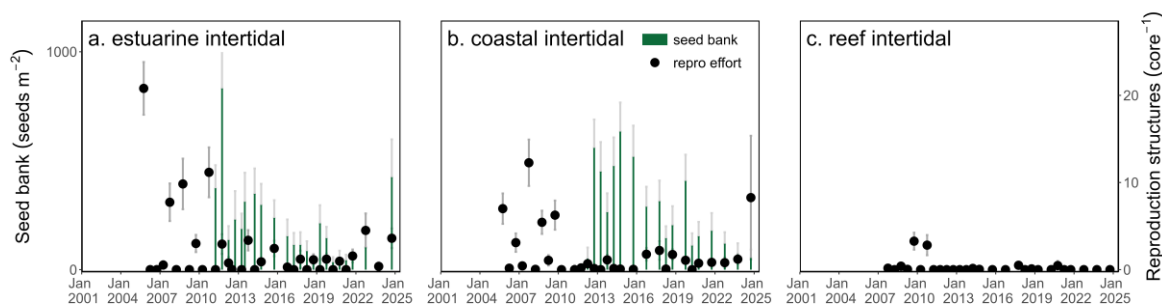 a. estuarine intertidal
b. coastal intertidal
c. reef intertidal
seed bank
repro effort
Seed bank (seeds m⁻²)
1000
500
0
Reproduction structures (core⁻¹)
20
10
0
Jan Jan Jan Jan Jan Jan Jan Jan Jan
2001 2004 2007 2010 2013 2016 2019 2022 2025
Jan Jan Jan Jan Jan Jan Jan Jan Jan
2001 2004 2007 2010 2013 2016 2019 2022 2025
Jan Jan Jan Jan Jan Jan Jan Jan Jan
2001 2004 2007 2010 2013 2016 2019 2022 2025